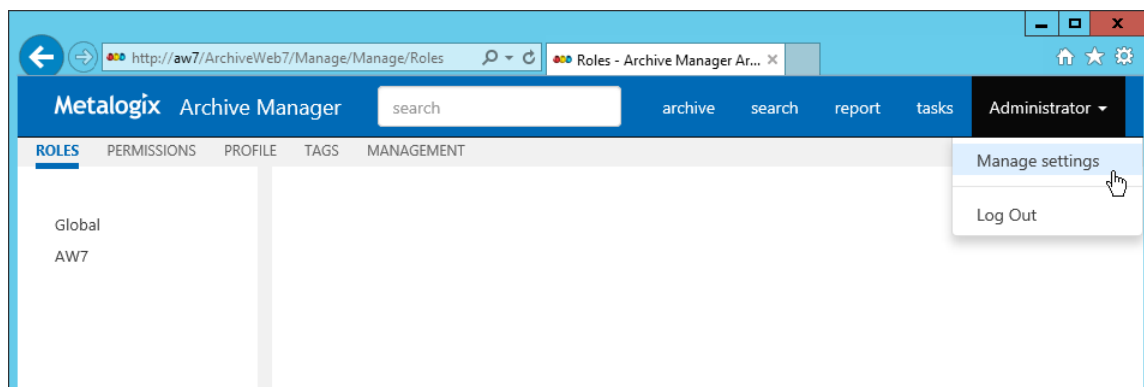 http://aw7/ArchiveWeb7/Manage/Manage/Roles
Roles - Archive Manager Ar...
Metalogix Archive Manager search archive search report tasks Administrator
ROLES PERMISSIONS PROFILE TAGS MANAGEMENT
Manage settings
Log Out
Global
AW7